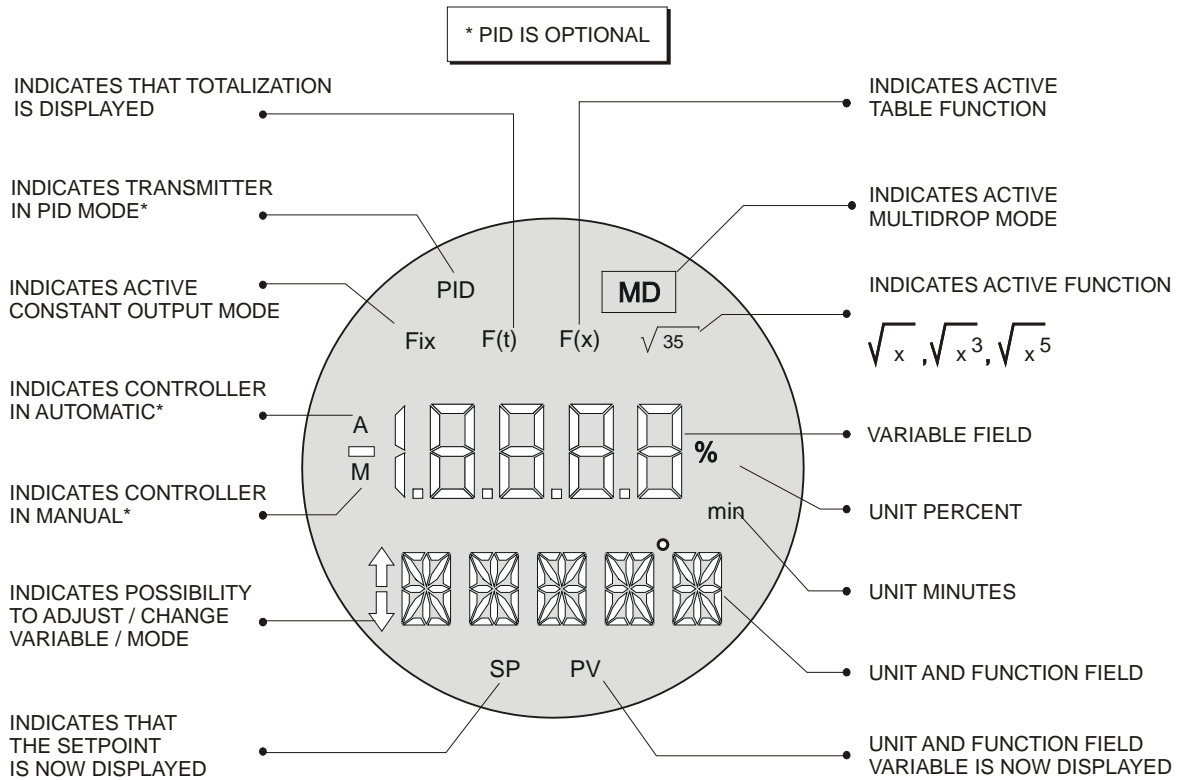 * PID IS OPTIONAL
INDICATES THAT TOTALIZATION
IS DISPLAYED
INDICATES TRANSMITTER
IN PID MODE*
INDICATES ACTIVE
CONSTANT OUTPUT MODE
INDICATES CONTROLLER
IN AUTOMATIC*
INDICATES CONTROLLER
IN MANUAL*
INDICATES POSSIBILITY
TO ADJUST / CHANGE
VARIABLE / MODE
INDICATES THAT
THE SETPOINT
IS NOW DISPLAYED
PID
MD
Fix F(t) F(x) √35
A
M
18.8.8.8
%
min
SP PV
INDICATES ACTIVE
TABLE FUNCTION
INDICATES ACTIVE
MULTIDROP MODE
INDICATES ACTIVE FUNCTION
√x , √x³, √x⁵
VARIABLE FIELD
UNIT PERCENT
UNIT MINUTES
UNIT AND FUNCTION FIELD
UNIT AND FUNCTION FIELD
VARIABLE IS NOW DISPLAYED